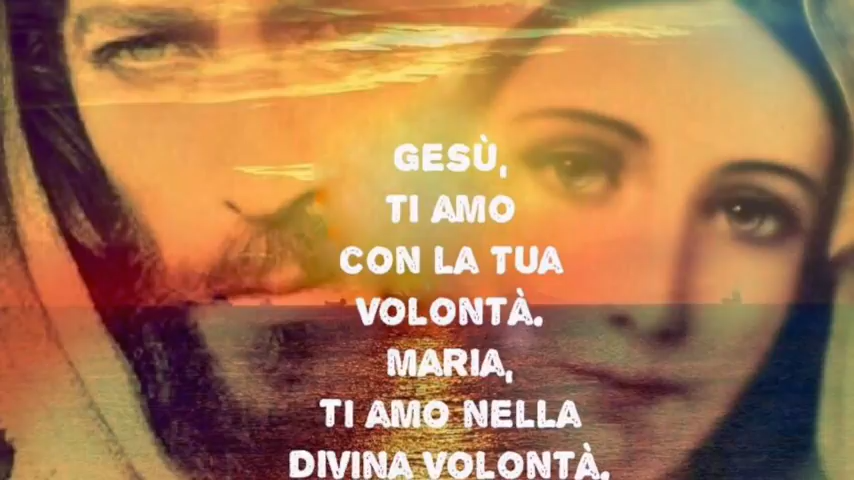 GESÙ,
TI AMO
CON LA TUA
VOLONTÀ.
MARIA,
TI AMO NELLA
DIVINA VOLONTÀ.